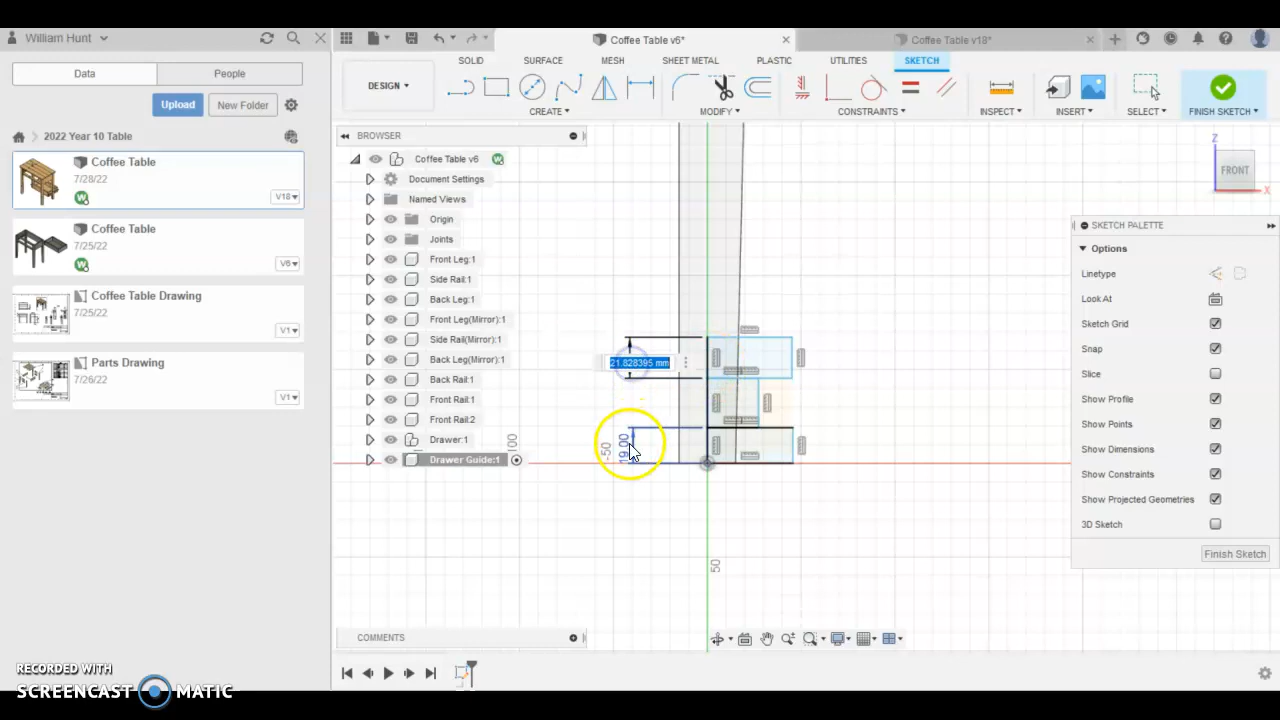 William Hunt
Coffee Table v6*
Coffee Table v18*
Data
People
Upload
New Folder
2022 Year 10 Table
Coffee Table
7/28/22
V18
Coffee Table
7/25/22
V6
Coffee Table Drawing
7/25/22
V1
Parts Drawing
7/26/22
V1
SOLID
SURFACE
MESH
SHEET METAL
PLASTIC
UTILITIES
SKETCH
DESIGN
CREATE
MODIFY
CONSTRAINTS
INSPECT
INSERT
SELECT
FINISH SKETCH
BROWSER
Coffee Table v6
Document Settings
Named Views
Origin
Joints
Front Leg:1
Side Rail:1
Back Leg:1
Front Leg(Mirror):1
Side Rail(Mirror):1
Back Leg(Mirror):1
Back Rail:1
Front Rail:1
Front Rail:2
Drawer:1
Drawer Guide:1
21.828395 mm
19.00
-50
100
50
Z
FRONT
X
SKETCH PALETTE
Options
Linetype
Look At
Sketch Grid
Snap
Slice
Show Profile
Show Points
Show Dimensions
Show Constraints
Show Projected Geometries
3D Sketch
Finish Sketch
COMMENTS
RECORDED WITH
SCREENCAST MATIC